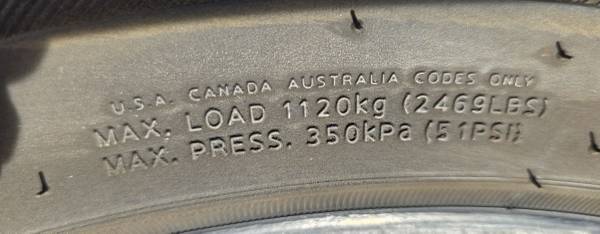 U.S.A. CANADA AUSTRALIA CODES ONLY
MAX. LOAD 1120kg (2469LBS)
MAX. PRESS. 350kPa (51PSI)